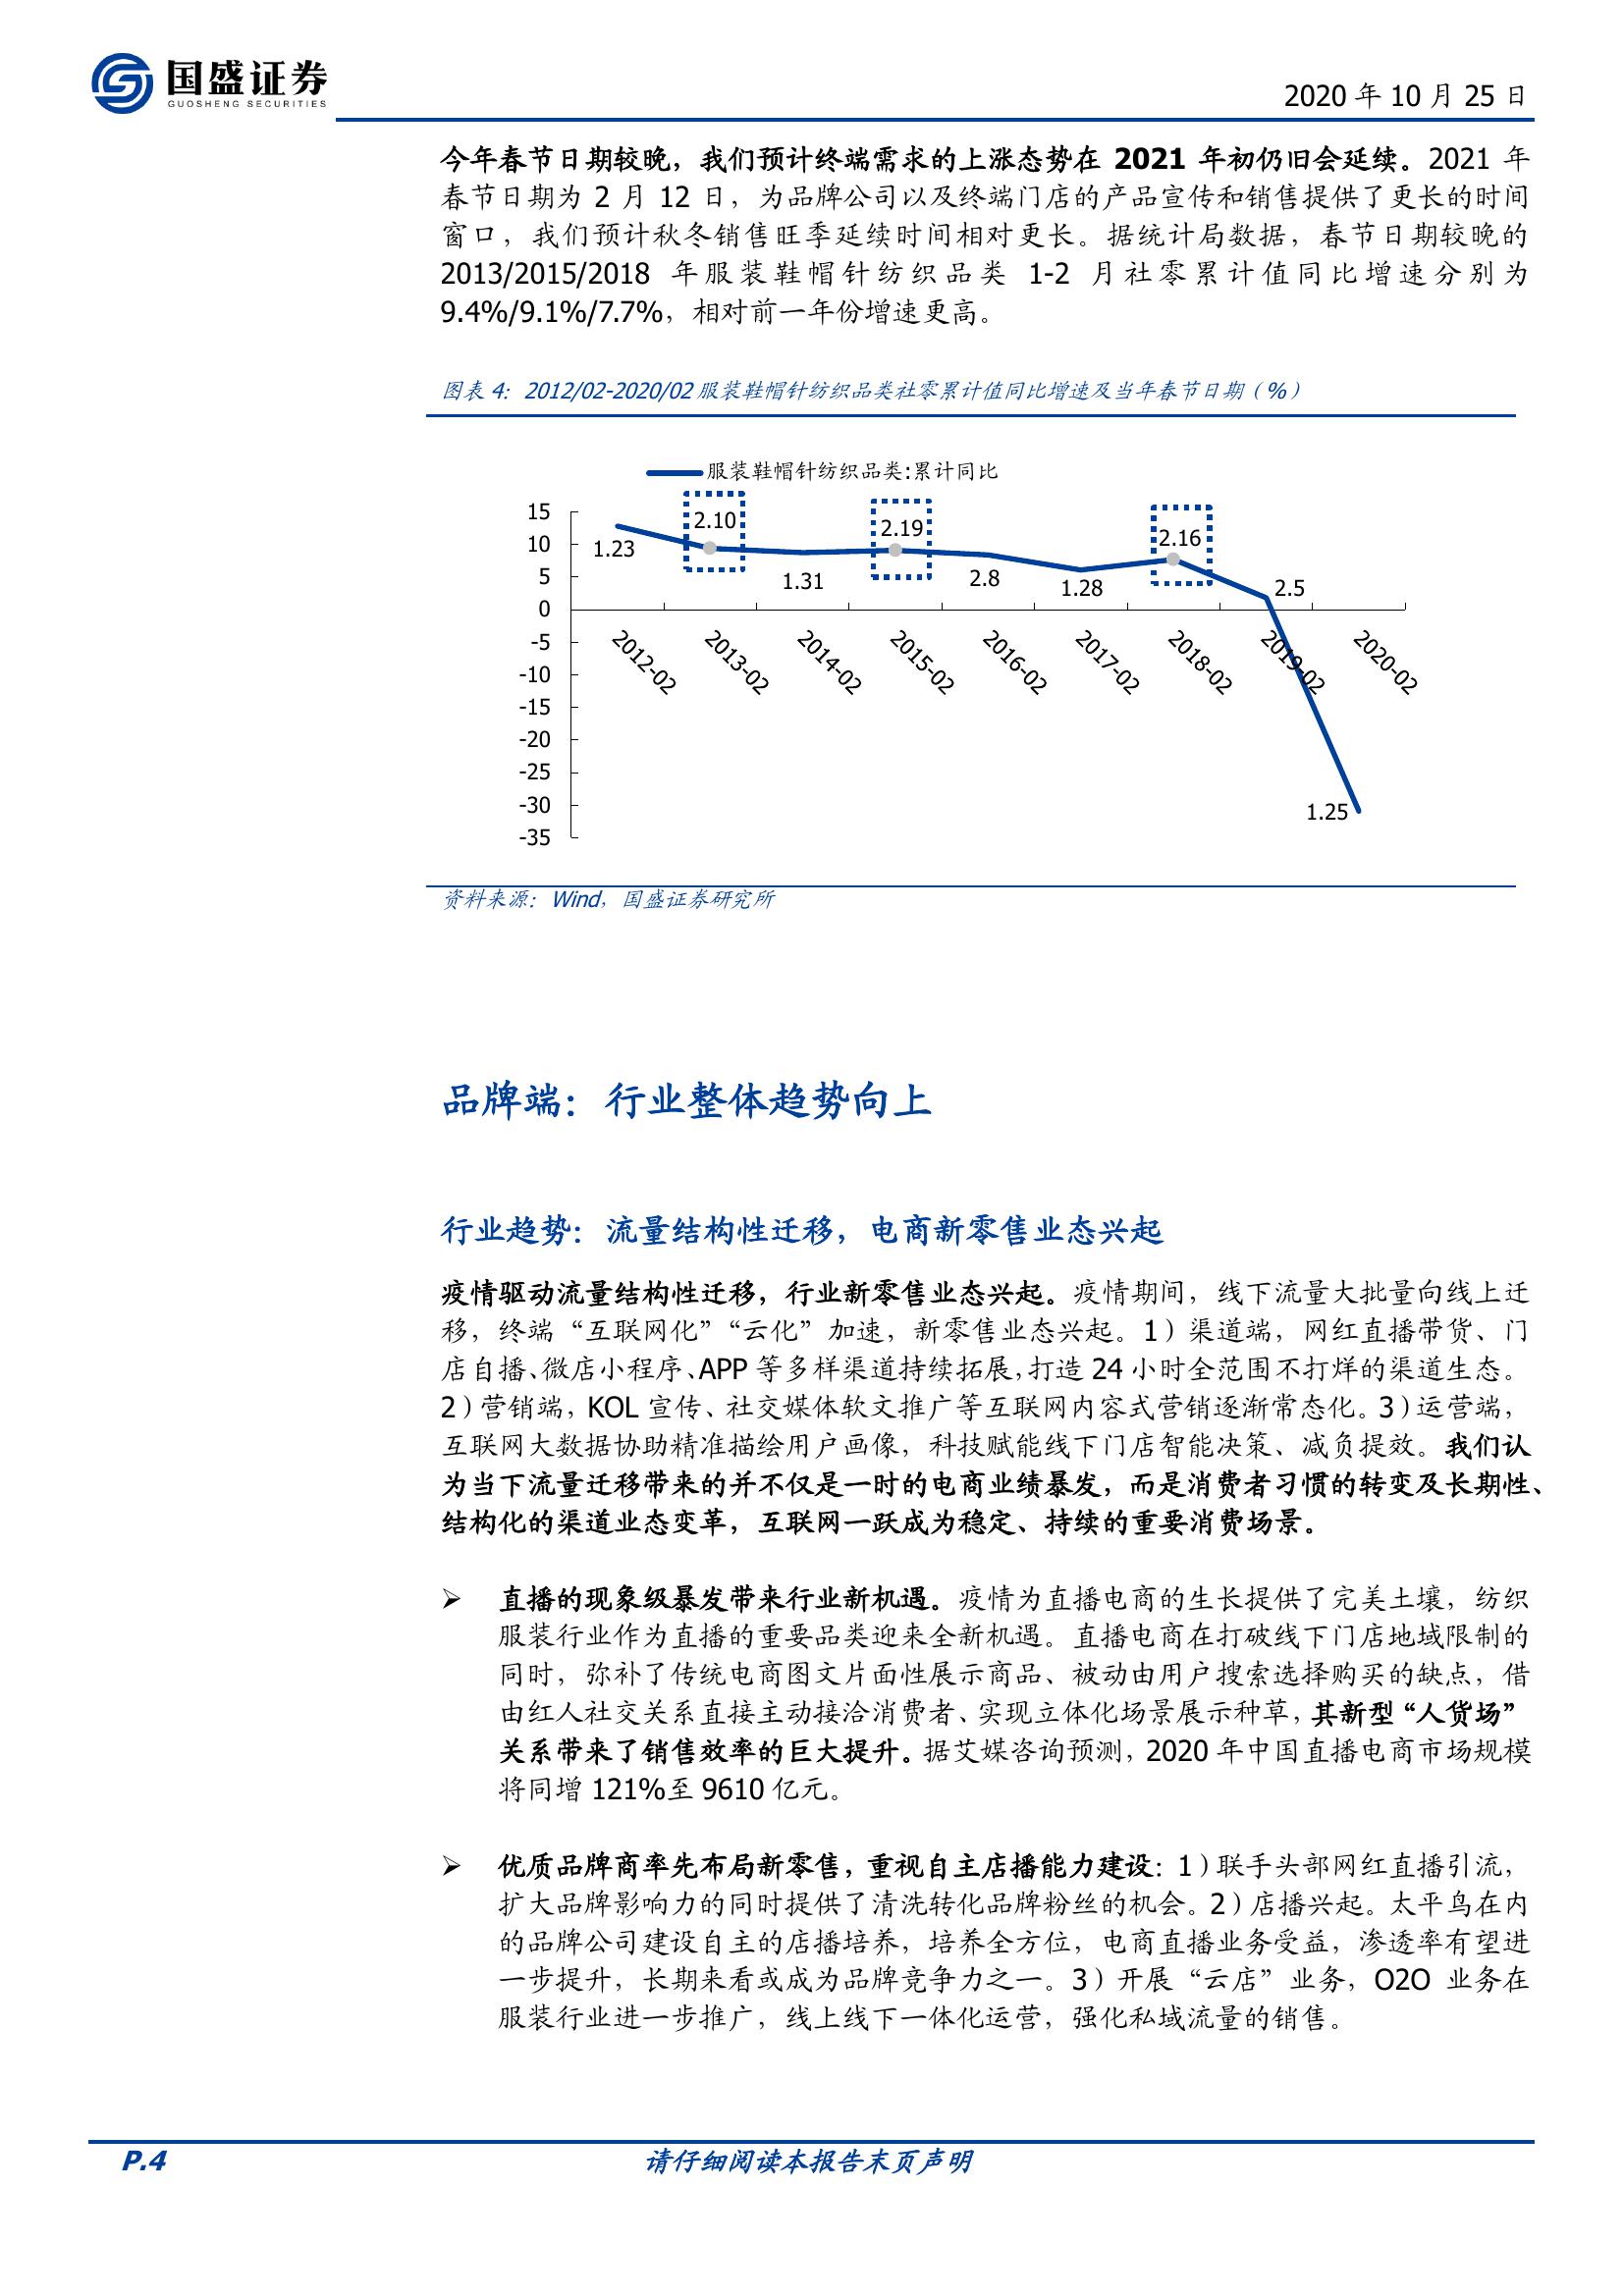 国盛证券
GUOSHENG SECURITIES
2020 年 10 月 25 日
今年春节日期较晚，我们预计终端需求的上涨态势在 2021 年初仍旧会延续。2021 年
春节日期为 2 月 12 日，为品牌公司以及终端门店的产品宣传和销售提供了更长的时间
窗口，我们预计秋冬销售旺季延续时间相对更长。据统计局数据，春节日期较晚的
2013/2015/2018 年服装鞋帽针纺织品类 1-2 月社零累计值同比增速分别为
9.4%/9.1%/7.7%，相对前一年份增速更高。
图表 4：2012/02-2020/02 服装鞋帽针纺织品类社零累计值同比增速及当年春节日期（%）
服装鞋帽针纺织品类:累计同比
15
10
5
0
-5
-10
-15
-20
-25
-30
-35
1.23
2.10
1.31
2.19
2.8
1.28
2.16
2.5
1.25
2012-02
2013-02
2014-02
2015-02
2016-02
2017-02
2018-02
2019-02
2020-02
资料来源：Wind，国盛证券研究所
品牌端：行业整体趋势向上
行业趋势：流量结构性迁移，电商新零售业态兴起
疫情驱动流量结构性迁移，行业新零售业态兴起。疫情期间，线下流量大批量向线上迁
移，终端“互联网化”“云化”加速，新零售业态兴起。1）渠道端，网红直播带货、门
店自播、微店小程序、APP 等多样渠道持续拓展，打造 24 小时全范围不打烊的渠道生态。
2）营销端，KOL 宣传、社交媒体软文推广等互联网内容式营销逐渐常态化。3）运营端，
互联网大数据协助精准描绘用户画像，科技赋能线下门店智能决策、减负提效。我们认
为当下流量迁移带来的并不仅是一时的电商业绩暴发，而是消费者习惯的转变及长期性、
结构化的渠道业态变革，互联网一跃成为稳定、持续的重要消费场景。
➢ 直播的现象级暴发带来行业新机遇。疫情为直播电商的生长提供了完美土壤，纺织
服装行业作为直播的重要品类迎来全新机遇。直播电商在打破线下门店地域限制的
同时，弥补了传统电商图文片面性展示商品、被动由用户搜索选择购买的缺点，借
由红人社交关系直接主动接洽消费者、实现立体化场景展示种草，其新型“人货场”
关系带来了销售效率的巨大提升。据艾媒咨询预测，2020 年中国直播电商市场规模
将同增 121%至 9610 亿元。
➢ 优质品牌商率先布局新零售，重视自主店播能力建设：1）联手头部网红直播引流，
扩大品牌影响力的同时提供了清洗转化品牌粉丝的机会。2）店播兴起。太平鸟在内
的品牌公司建设自主的店播培养，培养全方位，电商直播业务受益，渗透率有望进
一步提升，长期来看或成为品牌竞争力之一。3）开展“云店”业务，O2O 业务在
服装行业进一步推广，线上线下一体化运营，强化私域流量的销售。
P.4
请仔细阅读本报告末页声明